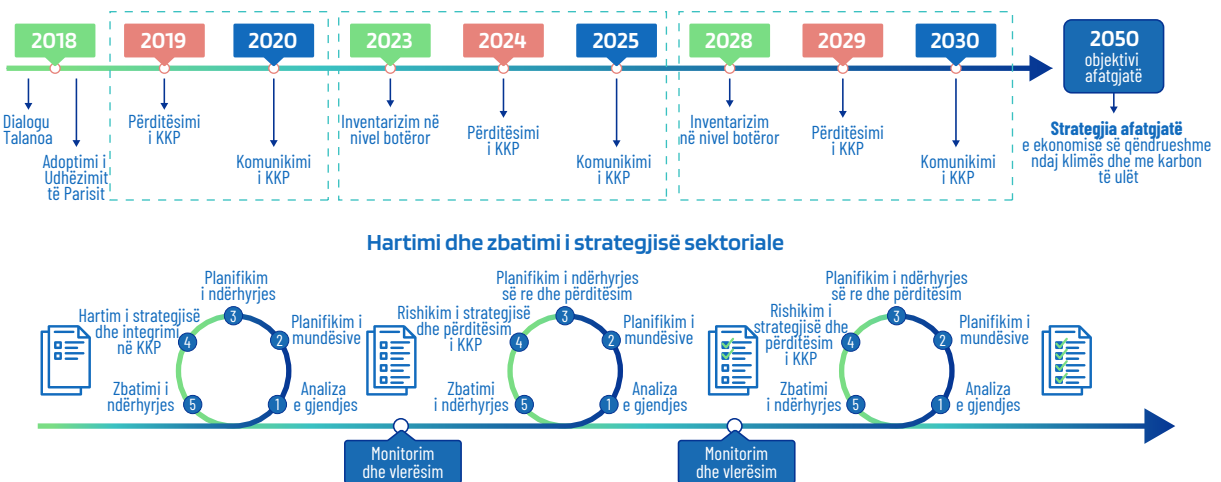 2018
2019
2020
2023
2024
2025
2028
2029
2030
2050
objektivi
afatgjatë
Dialogu
Talanoa
Adoptimi i
Udhëzimit
të Parisit
Përditësimi
i KKP
Komunikimi
i KKP
Inventarizim në
nivel botëror
Përditësimi
i KKP
Komunikimi
i KKP
Inventarizim
në nivel botëror
Përditësimi
i KKP
Komunikimi
i KKP
Strategjia afatgjatë
e ekonomisë së qëndrueshme
ndaj klimës dhe me karbon
të ulët
Hartimi dhe zbatimi i strategjisë sektoriale
Planifikim
i ndërhyrjes
Hartim i strategjisë
dhe integrimi
në KKP
Planifikim i
mundësive
Zbatimi i
ndërhyrjes
Analiza
e gjendjes
3
4
2
5
1
Planifikim i ndërhyrjes
së re dhe përditësim
Rishikim i strategjisë
dhe përditësim
i KKP
Planifikim i
mundësive
Zbatimi
i ndërhyrjes
Analiza
e gjendjes
3
4
2
5
1
Planifikim i ndërhyrjes
së re dhe përditësim
Rishikim i
strategjisë dhe
përditësim
i KKP
Planifikim i
mundësive
Zbatimi
i ndërhyrjes
Analiza
e gjendjes
3
4
2
5
1
Monitorim
dhe vlerësim
Monitorim
dhe vlerësim